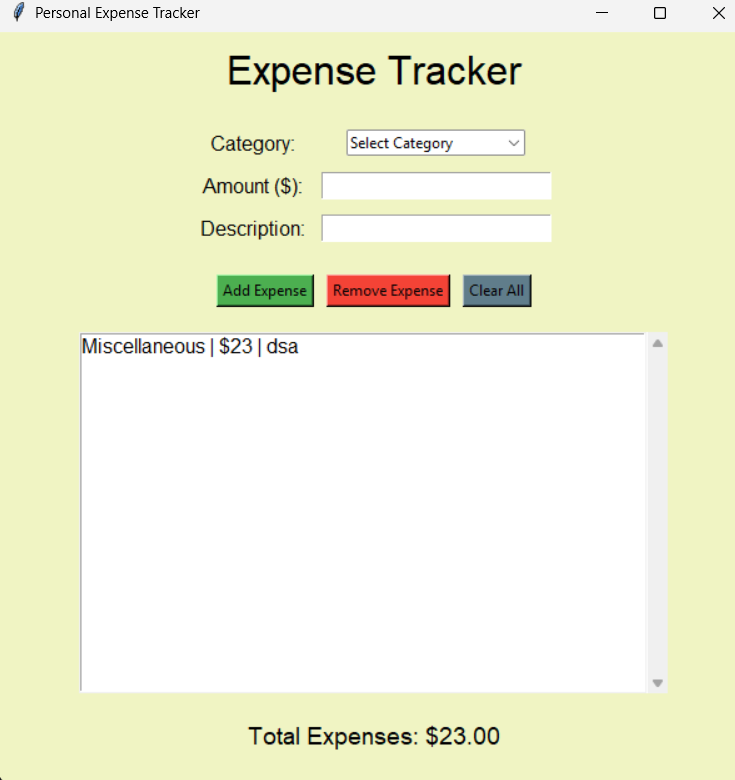 Personal Expense Tracker
Expense Tracker
Category: Select Category
Amount ($):
Description:
Add Expense Remove Expense Clear All
Miscellaneous | $23 | dsa
Total Expenses: $23.00